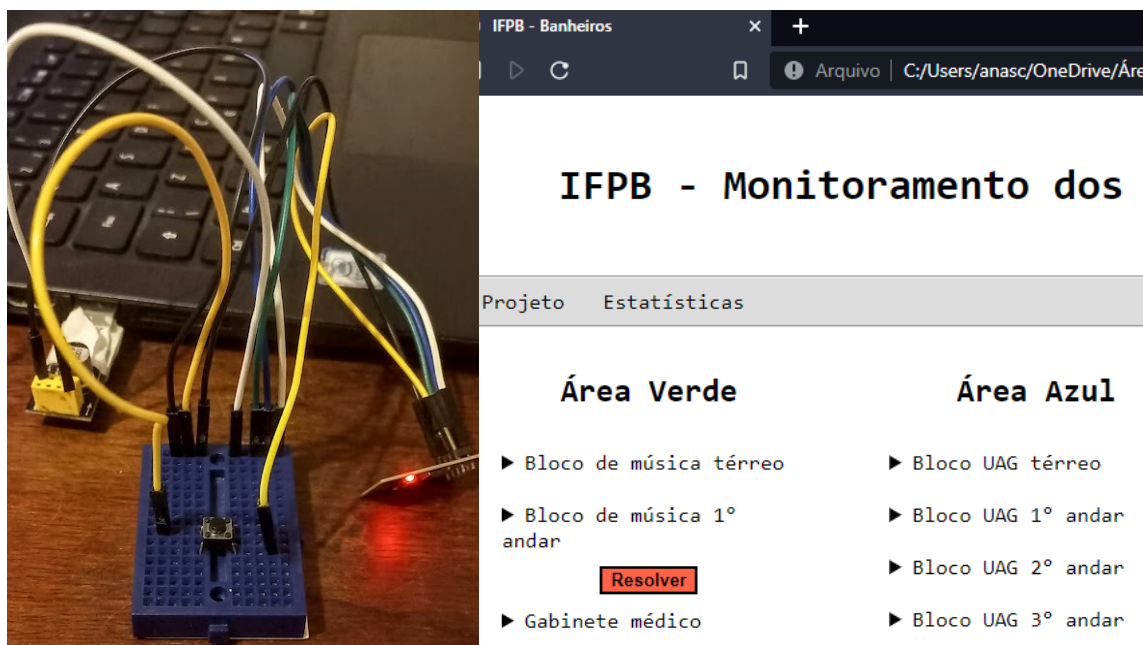 IFPB - Banheiros
Arquivo | C:/Users/anasc/OneDrive/Áre
IFPB - Monitoramento dos
Projeto Estatísticas
Área Verde
▶ Bloco de música térreo
▶ Bloco de música 1°
andar
Resolver
▶ Gabinete médico
Área Azul
▶ Bloco UAG térreo
▶ Bloco UAG 1° andar
▶ Bloco UAG 2° andar
▶ Bloco UAG 3° andar